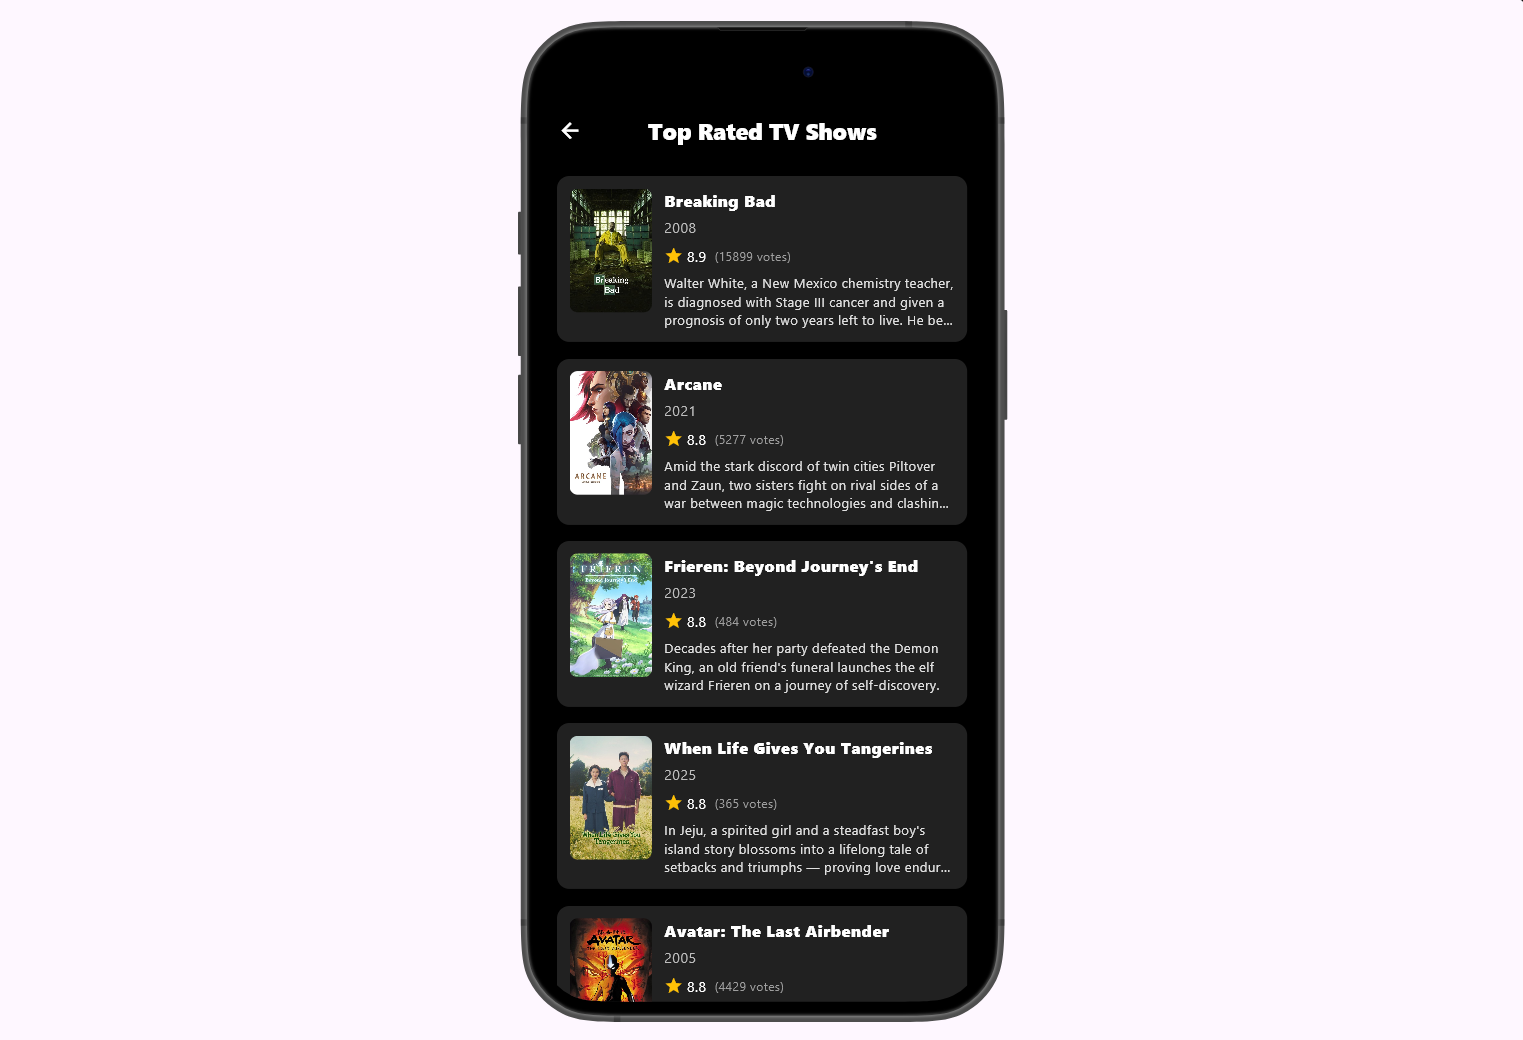 Top Rated TV Shows
Breaking
Bad
Breaking Bad
2008
8.9 (15899 votes)
Walter White, a New Mexico chemistry teacher,
is diagnosed with Stage III cancer and given a
prognosis of only two years left to live. He be...
ARCANE
Arcane
2021
8.8 (5277 votes)
Amid the stark discord of twin cities Piltover
and Zaun, two sisters fight on rival sides of a
war between magic technologies and clashin...
FRIEREN
Beyond Journey's End
Frieren: Beyond Journey's End
2023
8.8 (484 votes)
Decades after her party defeated the Demon
King, an old friend's funeral launches the elf
wizard Frieren on a journey of self-discovery.
When Life Gives You
Tangerines
When Life Gives You Tangerines
2025
8.8 (365 votes)
In Jeju, a spirited girl and a steadfast boy's
island story blossoms into a lifelong tale of
setbacks and triumphs — proving love endur...
AVATAR
Avatar: The Last Airbender
2005
8.8 (4429 votes)